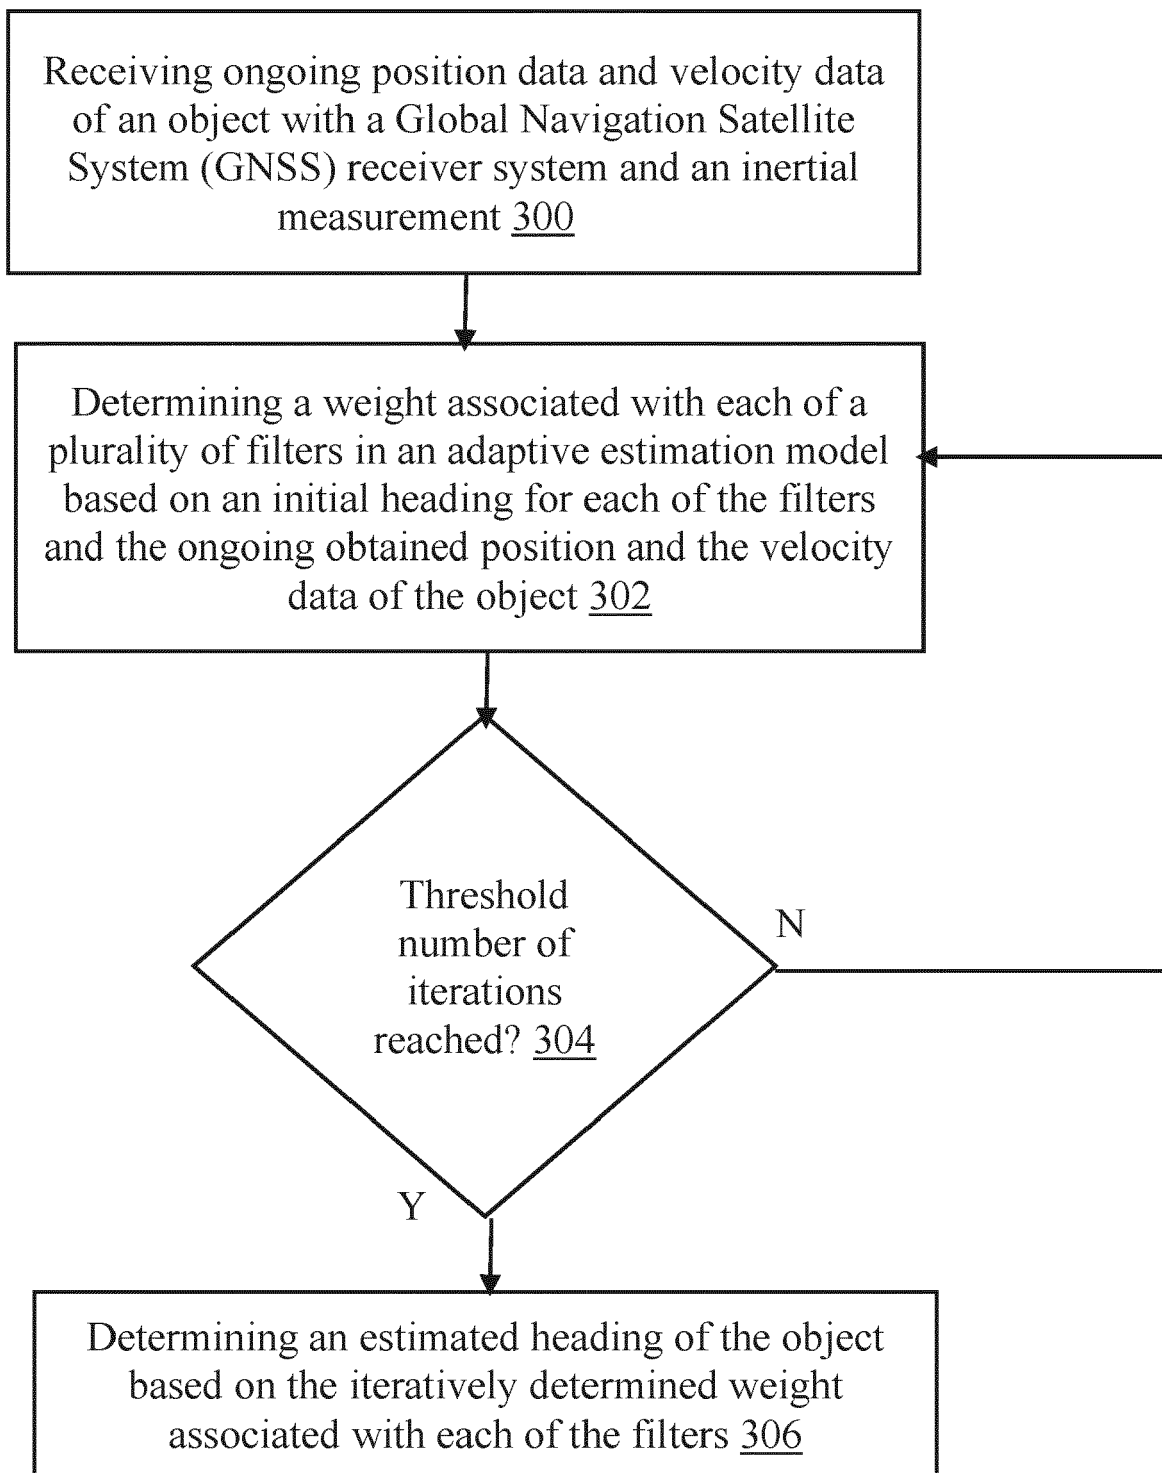 Receiving ongoing position data and velocity data
of an object with a Global Navigation Satellite
System (GNSS) receiver system and an inertial
measurement 300
Determining a weight associated with each of a
plurality of filters in an adaptive estimation model
based on an initial heading for each of the filters
and the ongoing obtained position and the velocity
data of the object 302
Threshold
number of
iterations
reached? 304
N
Y
Determining an estimated heading of the object
based on the iteratively determined weight
associated with each of the filters 306